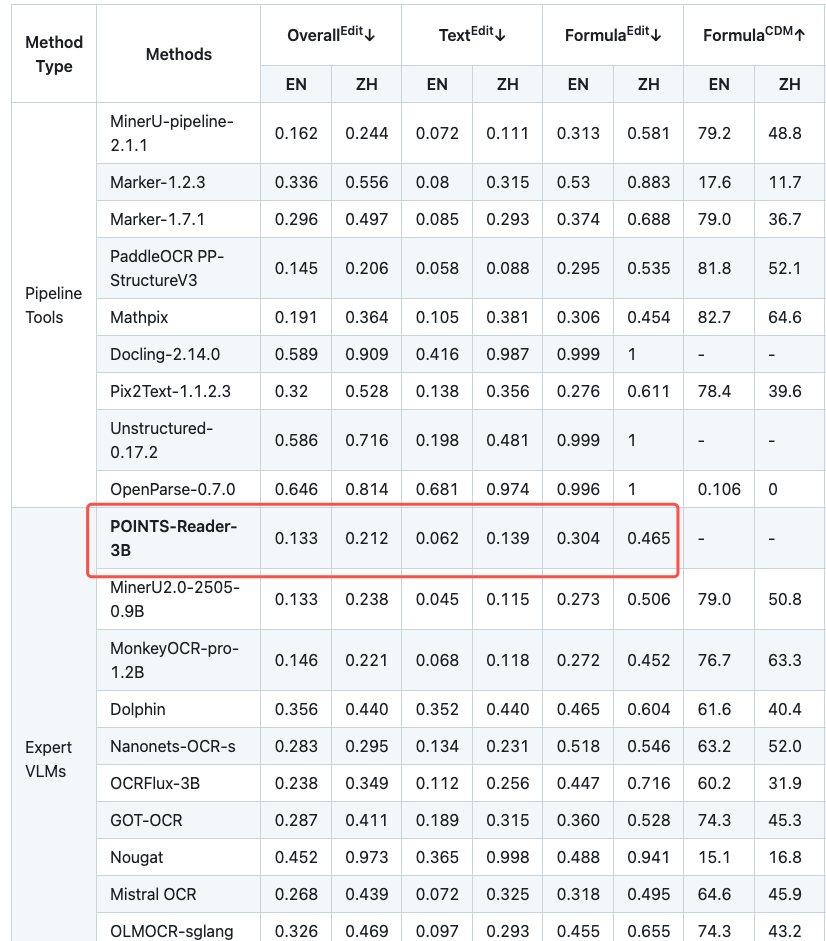 Method Type | Methods | Overall^Edit↓ | Text^Edit↓ | Formula^Edit↓ | Formula^CDM↑
EN | ZH | EN | ZH | EN | ZH | EN | ZH
Pipeline Tools
MinerU-pipeline-2.1.1 | 0.162 | 0.244 | 0.072 | 0.111 | 0.313 | 0.581 | 79.2 | 48.8
Marker-1.2.3 | 0.336 | 0.556 | 0.08 | 0.315 | 0.53 | 0.883 | 17.6 | 11.7
Marker-1.7.1 | 0.296 | 0.497 | 0.085 | 0.293 | 0.374 | 0.688 | 79.0 | 36.7
PaddleOCR PP-StructureV3 | 0.145 | 0.206 | 0.058 | 0.088 | 0.295 | 0.535 | 81.8 | 52.1
Mathpix | 0.191 | 0.364 | 0.105 | 0.381 | 0.306 | 0.454 | 82.7 | 64.6
Docling-2.14.0 | 0.589 | 0.909 | 0.416 | 0.987 | 0.999 | 1 | - | -
Pix2Text-1.1.2.3 | 0.32 | 0.528 | 0.138 | 0.356 | 0.276 | 0.611 | 78.4 | 39.6
Unstructured-0.17.2 | 0.586 | 0.716 | 0.198 | 0.481 | 0.999 | 1 | - | -
OpenParse-0.7.0 | 0.646 | 0.814 | 0.681 | 0.974 | 0.996 | 1 | 0.106 | 0
Expert VLMs
POINTS-Reader-3B | 0.133 | 0.212 | 0.062 | 0.139 | 0.304 | 0.465 | - | -
MinerU2.0-2505-0.9B | 0.133 | 0.238 | 0.045 | 0.115 | 0.273 | 0.506 | 79.0 | 50.8
MonkeyOCR-pro-1.2B | 0.146 | 0.221 | 0.068 | 0.118 | 0.272 | 0.452 | 76.7 | 63.3
Dolphin | 0.356 | 0.440 | 0.352 | 0.440 | 0.465 | 0.604 | 61.6 | 40.4
Nanonets-OCR-s | 0.283 | 0.295 | 0.134 | 0.231 | 0.518 | 0.546 | 63.2 | 52.0
OCRFlux-3B | 0.238 | 0.349 | 0.112 | 0.256 | 0.447 | 0.716 | 60.2 | 31.9
GOT-OCR | 0.287 | 0.411 | 0.189 | 0.315 | 0.360 | 0.528 | 74.3 | 45.3
Nougat | 0.452 | 0.973 | 0.365 | 0.998 | 0.488 | 0.941 | 15.1 | 16.8
Mistral OCR | 0.268 | 0.439 | 0.072 | 0.325 | 0.318 | 0.495 | 64.6 | 45.9
OLMOCR-sglang | 0.326 | 0.469 | 0.097 | 0.293 | 0.455 | 0.655 | 74.3 | 43.2